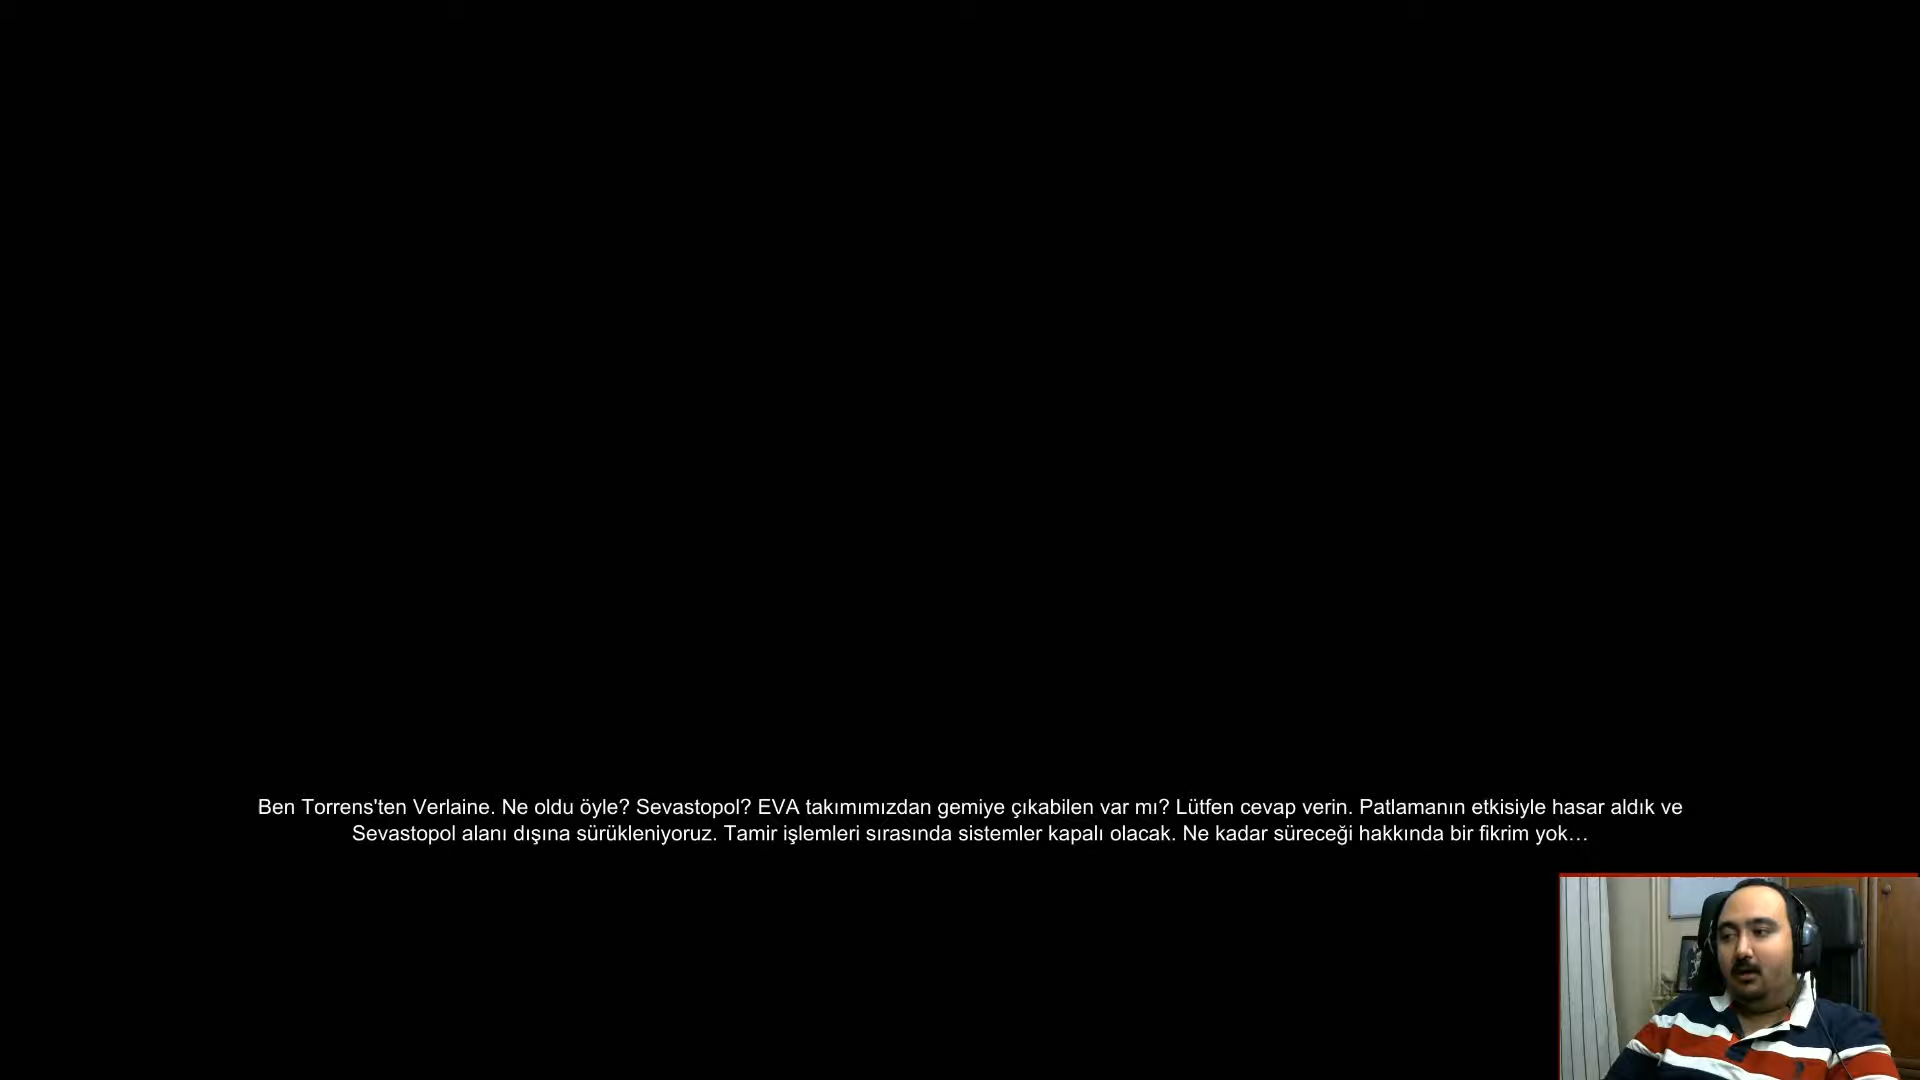 Ben Torrens'ten Verlaine. Ne oldu öyle? Sevastopol? EVA takımımızdan gemiye çıkabilen var mı? Lütfen cevap verin. Patlamanın etkisiyle hasar aldık ve
Sevastopol alanı dışına sürükleniyoruz. Tamir işlemleri sırasında sistemler kapalı olacak. Ne kadar süreceği hakkında bir fikrim yok…